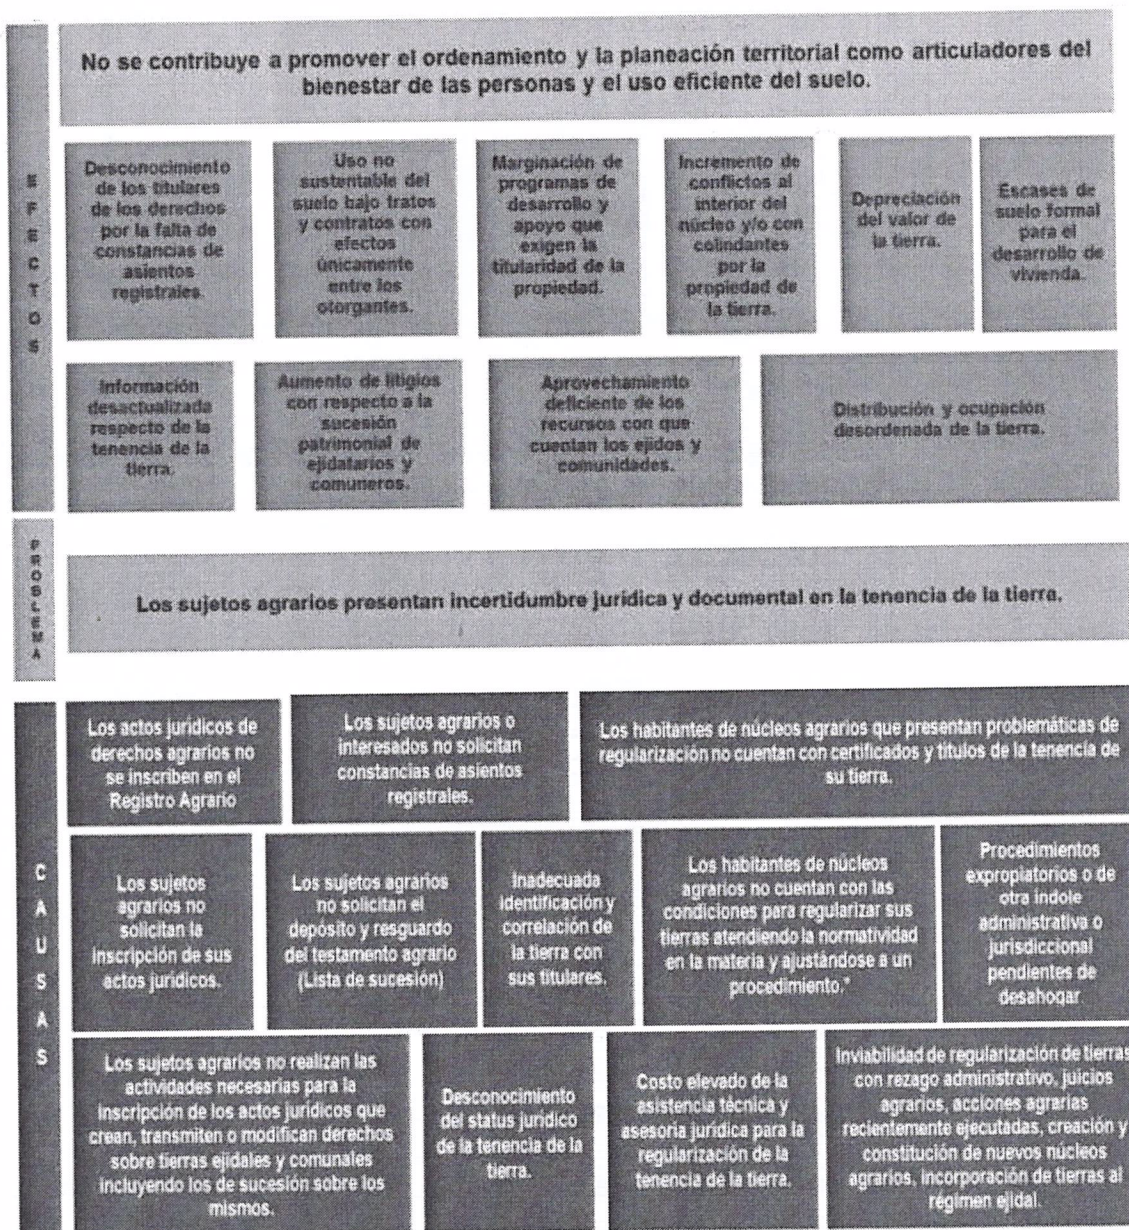 EFECTOS
No se contribuye a promover el ordenamiento y la planeación territorial como articuladores del
bienestar de las personas y el uso eficiente del suelo.
Desconocimiento
de los titulares
de los derechos
por la falta de
constancias de
asientos
registrales.
Uso no
sustentable del
suelo bajo tratos
y contratos con
efectos
únicamente
entre los
otorgantes.
Marginación de
programas de
desarrollo y
apoyo que
exigen la
titularidad de la
propiedad.
Incremento de
conflictos al
interior del
núcleo y/o con
colindantes
por la
propiedad de
la tierra.
Depreciación
del valor de
la tierra.
Escases de
suelo formal
para el
desarrollo de
vivienda.
Información
desactualizada
respecto de la
tenencia de la
tierra.
Aumento de litigios
con respecto a la
sucesión
patrimonial de
ejidatarios y
comuneros.
Aprovechamiento
deficiente de los
recursos con que
cuentan los ejidos y
comunidades.
Distribución y ocupación
desordenada de la tierra.
PROBLEMA
Los sujetos agrarios presentan incertidumbre jurídica y documental en la tenencia de la tierra.
CAUSAS
Los actos jurídicos de
derechos agrarios no
se inscriben en el
Registro Agrario
Los sujetos agrarios o
interesados no solicitan
constancias de asientos
registrales.
Los habitantes de núcleos agrarios que presentan problemáticas de
regularización no cuentan con certificados y títulos de la tenencia de
su tierra.
Los sujetos
agrarios no
solicitan la
inscripción de sus
actos jurídicos.
Los sujetos agrarios
no solicitan el
depósito y resguardo
del testamento agrario
(Lista de sucesión)
Inadecuada
identificación y
correlación de
la tierra con
sus titulares.
Los habitantes de núcleos
agrarios no cuentan con las
condiciones para regularizar sus
tierras atendiendo la normatividad
en la materia y ajustándose a un
procedimiento.*
Procedimientos
expropiatorios o de
otra índole
administrativa o
jurisdiccional
pendientes de
desahogar.
Los sujetos agrarios no realizan las
actividades necesarias para la
inscripción de los actos jurídicos que
crean, transmiten o modifican derechos
sobre tierras ejidales y comunales
incluyendo los de sucesión sobre los
mismos.
Desconocimiento
del status jurídico
de la tenencia de la
tierra.
Costo elevado de la
asistencia técnica y
asesoría jurídica para la
regularización de la
tenencia de la tierra.
Inviabilidad de regularización de tierras
con rezago administrativo, juicios
agrarios, acciones agrarias
recientemente ejecutadas, creación y
constitución de nuevos núcleos
agrarios, incorporación de tierras al
régimen ejidal.